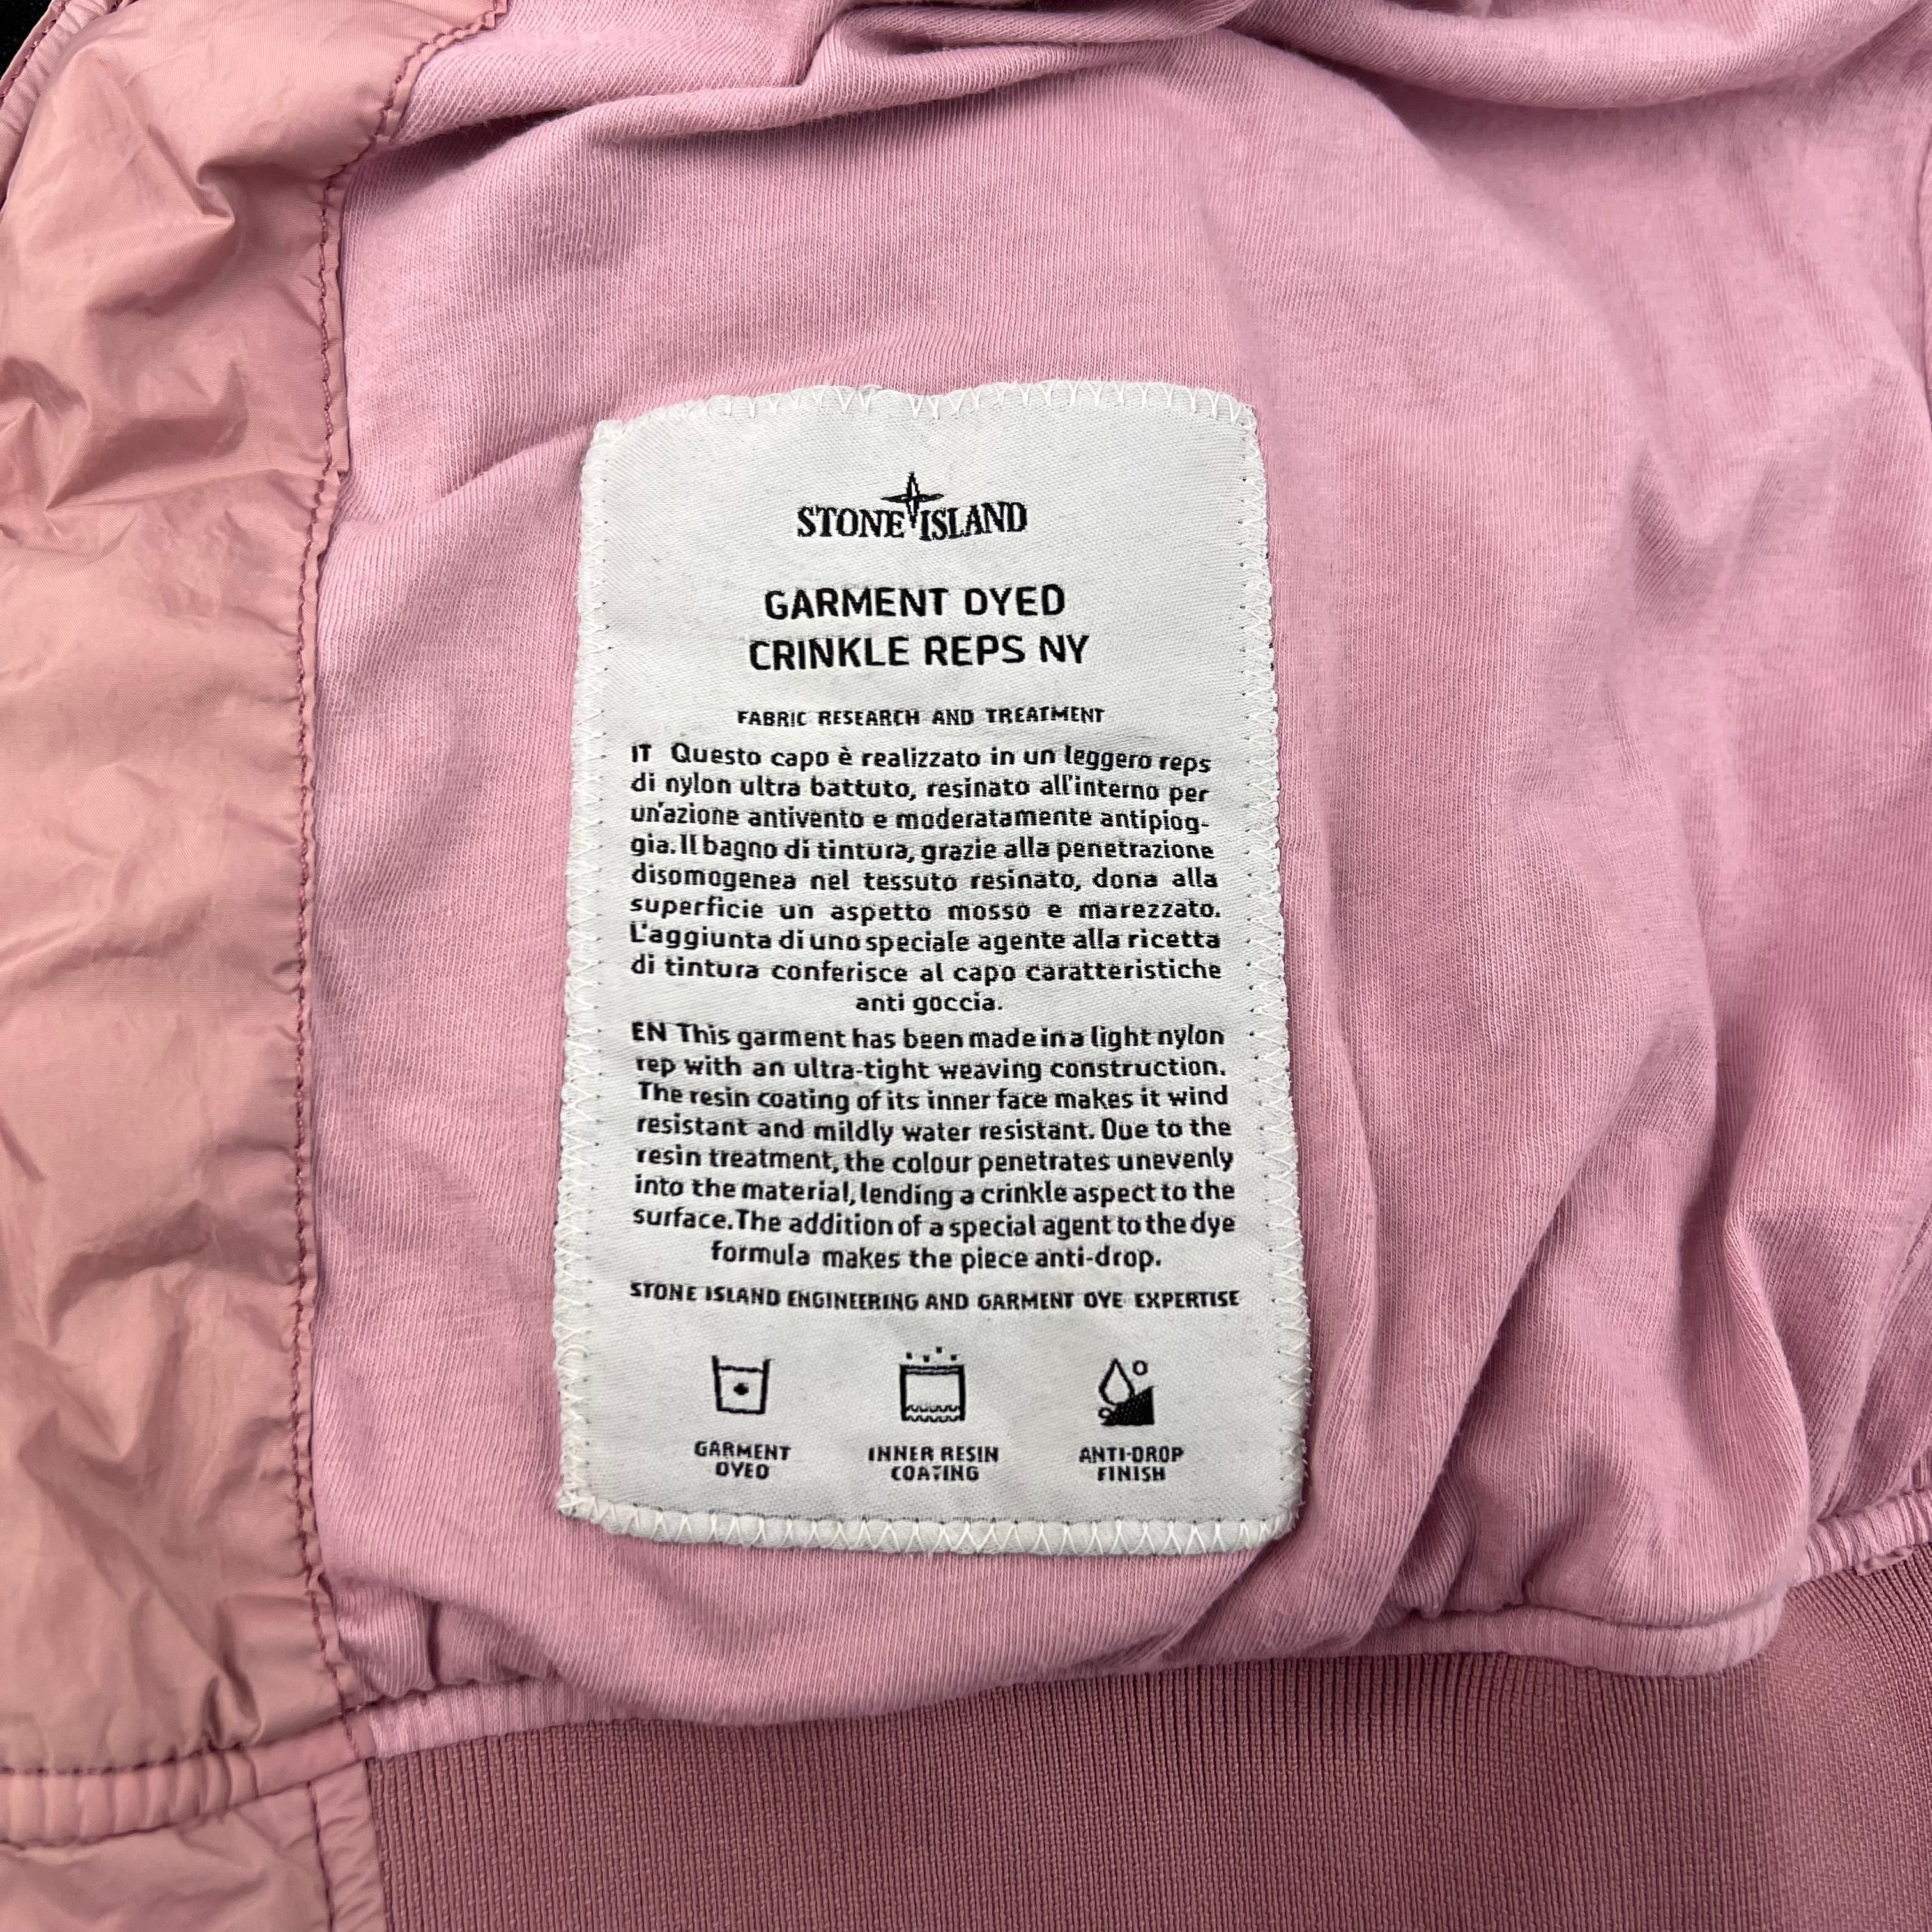 STONE ISLAND
GARMENT DYED
CRINKLE REPS NY
FABRIC RESEARCH AND TREATMENT
IT Questo capo è realizzato in un leggero reps
di nylon ultra battuto, resinato all'interno per
un'azione antivento e moderatamente antipiog-
gia. Il bagno di tintura, grazie alla penetrazione
disomogenea nel tessuto resinato, dona alla
superficie un aspetto mosso e marezzato.
L'aggiunta di uno speciale agente alla ricetta
di tintura conferisce al capo caratteristiche
anti goccia.
EN This garment has been made in a light nylon
rep with an ultra-tight weaving construction.
The resin coating of its inner face makes it wind
resistant and mildly water resistant. Due to the
resin treatment, the colour penetrates unevenly
into the material, lending a crinkle aspect to the
surface. The addition of a special agent to the dye
formula makes the piece anti-drop.
STONE ISLAND ENGINEERING AND GARMENT DYE EXPERTISE
GARMENT
DYED
INNER RESIN
COATING
ANTI-DROP
FINISH